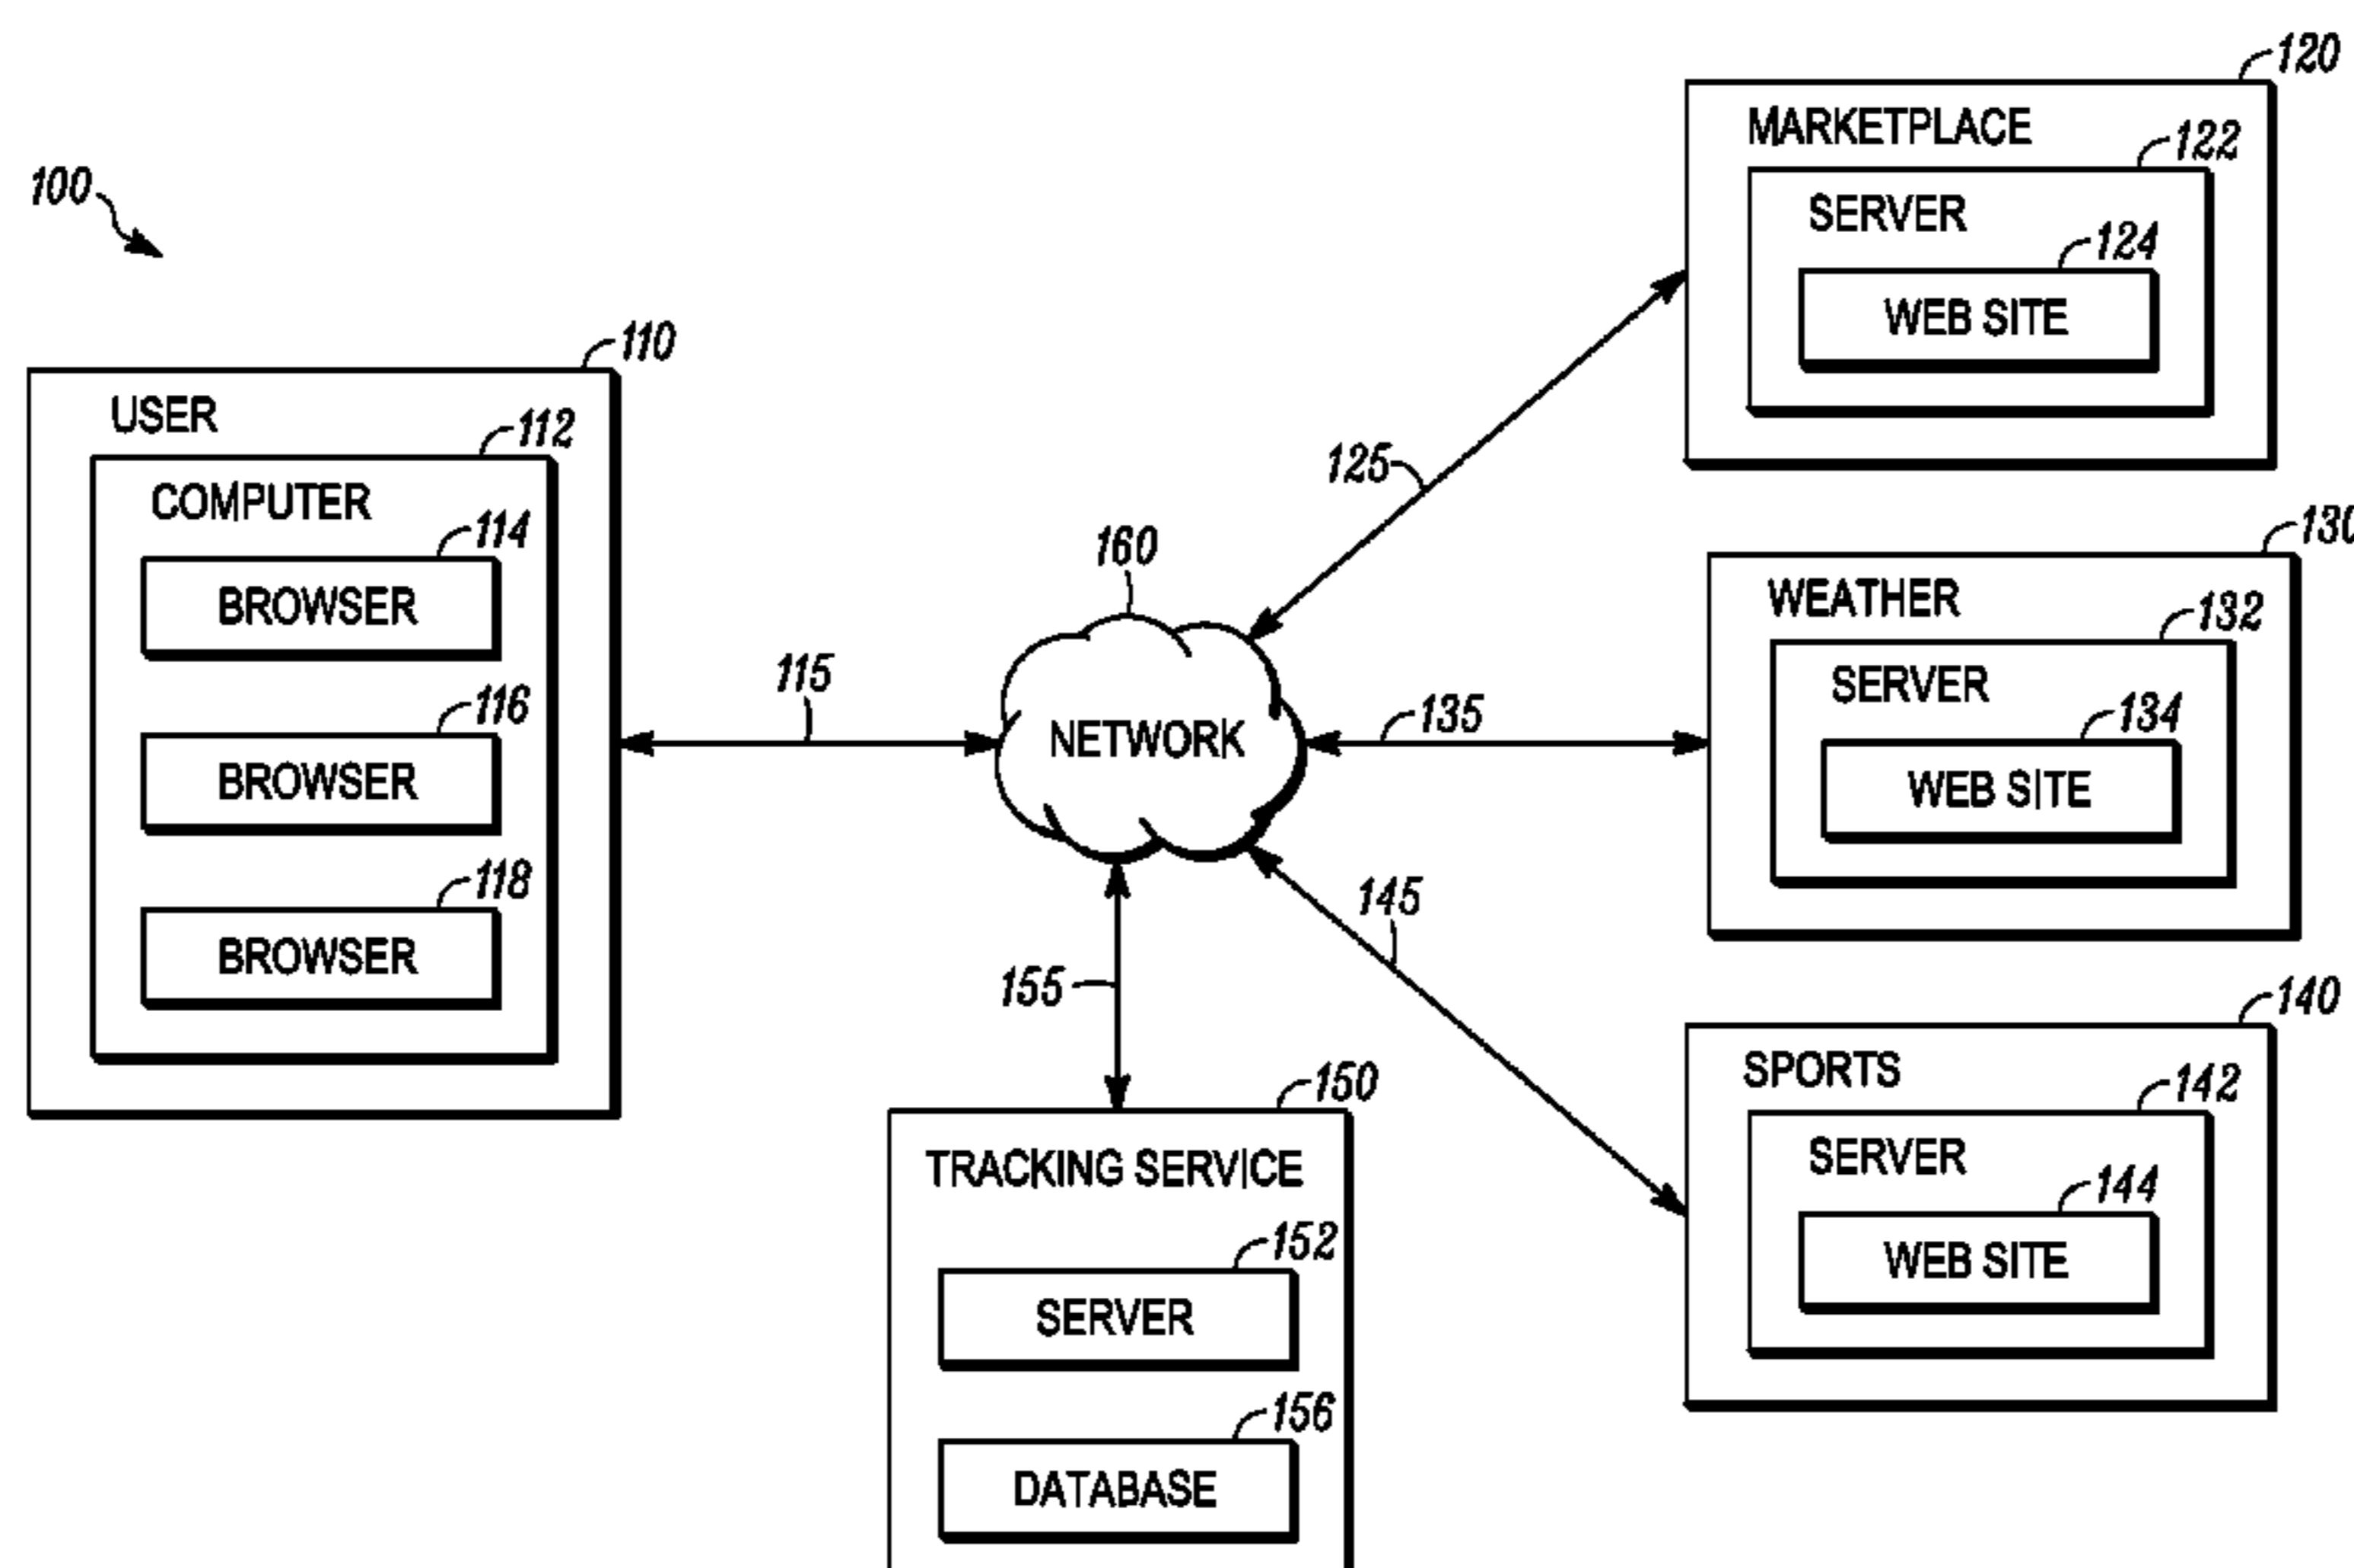 100
110
USER
112
COMPUTER
114
BROWSER
116
BROWSER
118
BROWSER
115
160
NETWORK
125
135
145
155
120
MARKETPLACE
122
SERVER
124
WEB SITE
130
WEATHER
132
SERVER
134
WEB SITE
140
SPORTS
142
SERVER
144
WEB SITE
150
TRACKING SERVICE
152
SERVER
156
DATABASE